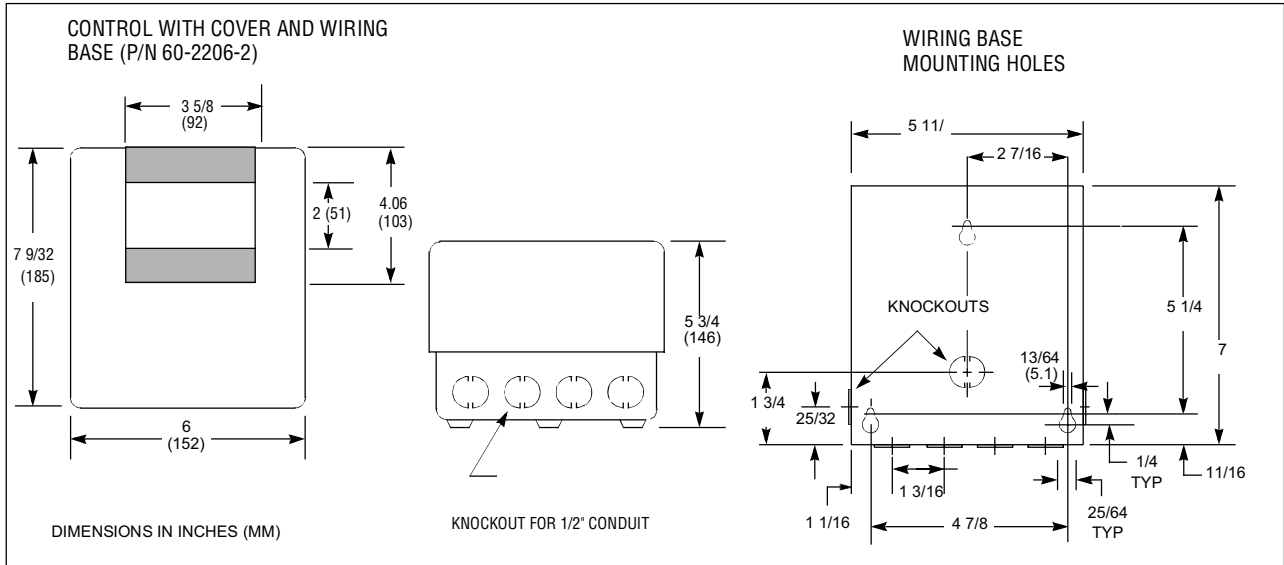 CONTROL WITH COVER AND WIRING
BASE (P/N 60-2206-2)
3 5/8
(92)
2 (51)
4.06
(103)
7 9/32
(185)
6
(152)
DIMENSIONS IN INCHES (MM)
5 3/4
(146)
KNOCKOUT FOR 1/2" CONDUIT
WIRING BASE
MOUNTING HOLES
5 11/
2 7/16
KNOCKOUTS
5 1/4
7
13/64
(5.1)
1 3/4
25/32
1 3/16
1 1/16
4 7/8
1/4
TYP
11/16
25/64
TYP